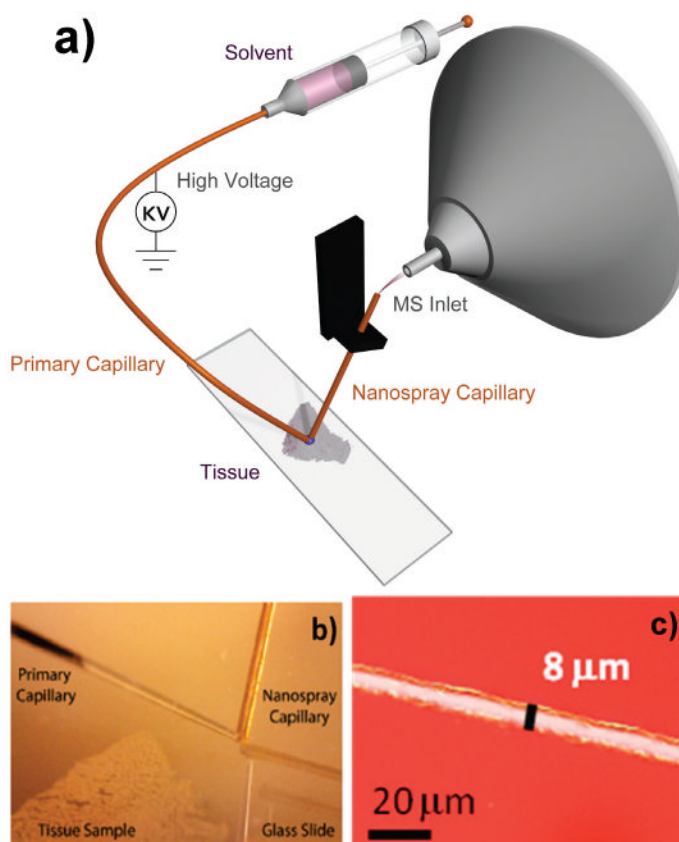 a)
Solvent
High Voltage
KV
MS Inlet
Primary Capillary
Nanospray Capillary
Tissue
b)
Primary
Capillary
Nanospray
Capillary
Tissue Sample
Glass Slide
c)
8 μm
20 μm